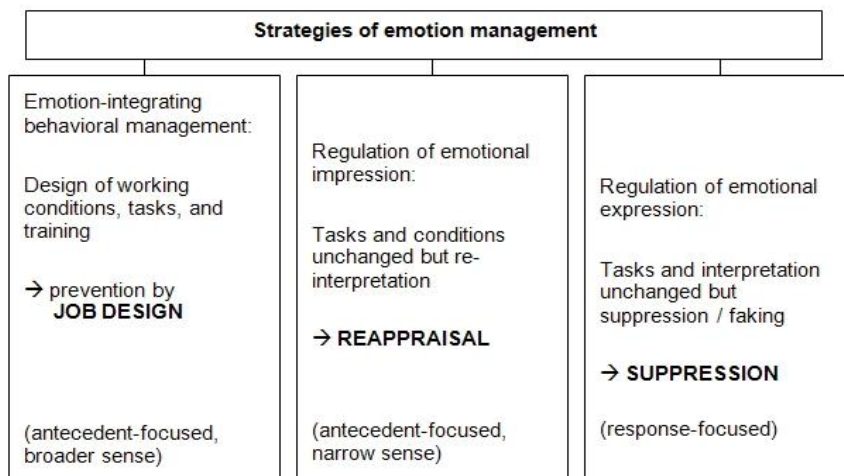 Strategies of emotion management
Emotion-integrating
behavioral management:
Design of working
conditions, tasks, and
training
→ prevention by
JOB DESIGN
(antecedent-focused,
broader sense)
Regulation of emotional
impression:
Tasks and conditions
unchanged but re-
interpretation
→ REAPPRAISAL
(antecedent-focused,
narrow sense)
Regulation of emotional
expression:
Tasks and interpretation
unchanged but
suppression / faking
→ SUPPRESSION
(response-focused)